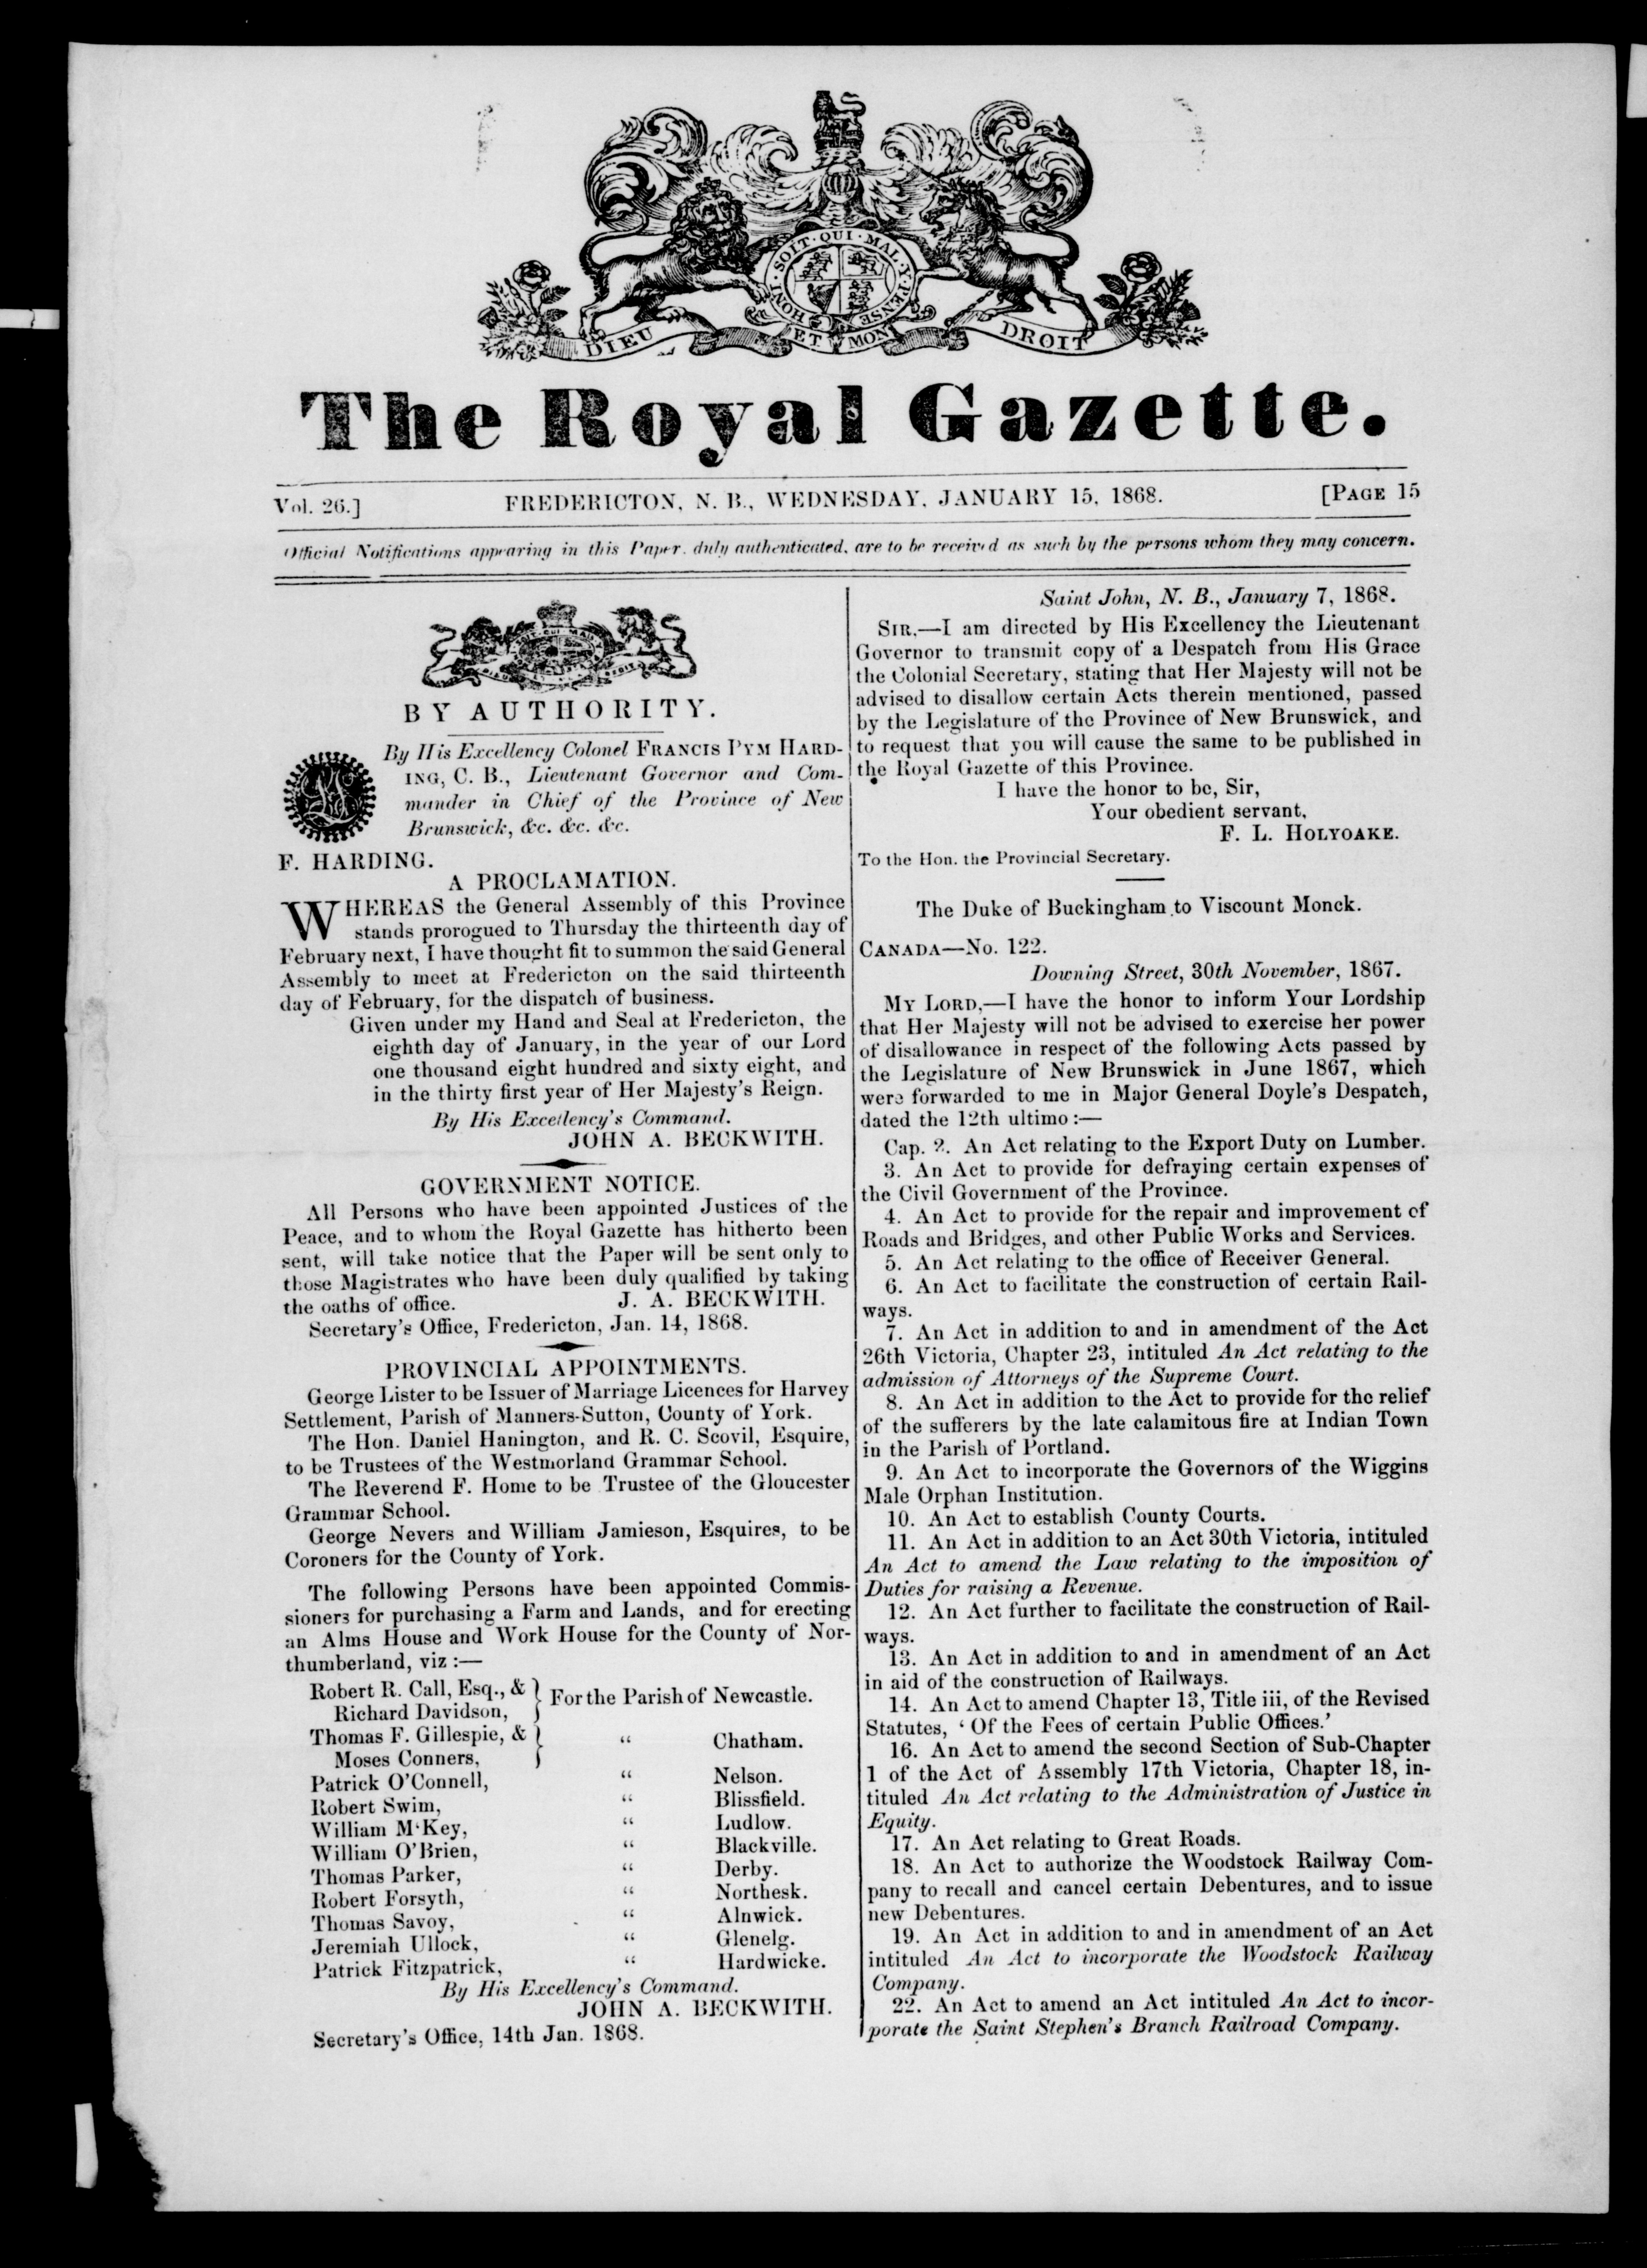 HONI · SOIT · QUI · MAL · Y · PENSE
DIEU ET MON DROIT
The Royal Gazette.
Vol. 26.] FREDERICTON, N. B., WEDNESDAY, JANUARY 15, 1868. [PAGE 15
Official Notifications appearing in this Paper, duly authenticated, are to be received as such by the persons whom they may concern.
BY AUTHORITY.
By His Excellency Colonel FRANCIS PYM HARD-
ING, C. B., Lieutenant Governor and Com-
mander in Chief of the Province of New
Brunswick, &c. &c. &c.
F. HARDING.
A PROCLAMATION.
WHEREAS the General Assembly of this Province
stands prorogued to Thursday the thirteenth day of
February next, I have thought fit to summon the said General
Assembly to meet at Fredericton on the said thirteenth
day of February, for the dispatch of business.
Given under my Hand and Seal at Fredericton, the
eighth day of January, in the year of our Lord
one thousand eight hundred and sixty eight, and
in the thirty first year of Her Majesty's Reign.
By His Excellency's Command.
JOHN A. BECKWITH.
GOVERNMENT NOTICE.
All Persons who have been appointed Justices of the
Peace, and to whom the Royal Gazette has hitherto been
sent, will take notice that the Paper will be sent only to
those Magistrates who have been duly qualified by taking
the oaths of office. J. A. BECKWITH.
Secretary's Office, Fredericton, Jan. 14, 1868.
PROVINCIAL APPOINTMENTS.
George Lister to be Issuer of Marriage Licences for Harvey
Settlement, Parish of Manners-Sutton, County of York.
The Hon. Daniel Hanington, and R. C. Scovil, Esquire,
to be Trustees of the Westmorland Grammar School.
The Reverend F. Home to be Trustee of the Gloucester
Grammar School.
George Nevers and William Jamieson, Esquires, to be
Coroners for the County of York.
The following Persons have been appointed Commis-
sioners for purchasing a Farm and Lands, and for erecting
an Alms House and Work House for the County of Nor-
thumberland, viz :—
Robert R. Call, Esq., & } For the Parish of Newcastle.
Richard Davidson,
Thomas F. Gillespie, & } " Chatham.
Moses Conners,
Patrick O'Connell, " Nelson.
Robert Swim, " Blissfield.
William M'Key, " Ludlow.
William O'Brien, " Blackville.
Thomas Parker, " Derby.
Robert Forsyth, " Northesk.
Thomas Savoy, " Alnwick.
Jeremiah Ullock, " Glenelg.
Patrick Fitzpatrick, " Hardwicke.
By His Excellency's Command.
JOHN A. BECKWITH.
Secretary's Office, 14th Jan. 1868.
Saint John, N. B., January 7, 1868.
SIR,—I am directed by His Excellency the Lieutenant
Governor to transmit copy of a Despatch from His Grace
the Colonial Secretary, stating that Her Majesty will not be
advised to disallow certain Acts therein mentioned, passed
by the Legislature of the Province of New Brunswick, and
to request that you will cause the same to be published in
the Royal Gazette of this Province.
I have the honor to be, Sir,
Your obedient servant,
F. L. HOLYOAKE.
To the Hon. the Provincial Secretary.
The Duke of Buckingham to Viscount Monck.
CANADA—No. 122.
Downing Street, 30th November, 1867.
MY LORD,—I have the honor to inform Your Lordship
that Her Majesty will not be advised to exercise her power
of disallowance in respect of the following Acts passed by
the Legislature of New Brunswick in June 1867, which
were forwarded to me in Major General Doyle's Despatch,
dated the 12th ultimo :—
Cap. 2. An Act relating to the Export Duty on Lumber.
3. An Act to provide for defraying certain expenses of
the Civil Government of the Province.
4. An Act to provide for the repair and improvement of
Roads and Bridges, and other Public Works and Services.
5. An Act relating to the office of Receiver General.
6. An Act to facilitate the construction of certain Rail-
ways.
7. An Act in addition to and in amendment of the Act
26th Victoria, Chapter 23, intituled An Act relating to the
admission of Attorneys of the Supreme Court.
8. An Act in addition to the Act to provide for the relief
of the sufferers by the late calamitous fire at Indian Town
in the Parish of Portland.
9. An Act to incorporate the Governors of the Wiggins
Male Orphan Institution.
10. An Act to establish County Courts.
11. An Act in addition to an Act 30th Victoria, intituled
An Act to amend the Law relating to the imposition of
Duties for raising a Revenue.
12. An Act further to facilitate the construction of Rail-
ways.
13. An Act in addition to and in amendment of an Act
in aid of the construction of Railways.
14. An Act to amend Chapter 13, Title iii, of the Revised
Statutes, ' Of the Fees of certain Public Offices.'
16. An Act to amend the second Section of Sub-Chapter
1 of the Act of Assembly 17th Victoria, Chapter 18, in-
tituled An Act relating to the Administration of Justice in
Equity.
17. An Act relating to Great Roads.
18. An Act to authorize the Woodstock Railway Com-
pany to recall and cancel certain Debentures, and to issue
new Debentures.
19. An Act in addition to and in amendment of an Act
intituled An Act to incorporate the Woodstock Railway
Company.
22. An Act to amend an Act intituled An Act to incor-
porate the Saint Stephen's Branch Railroad Company.